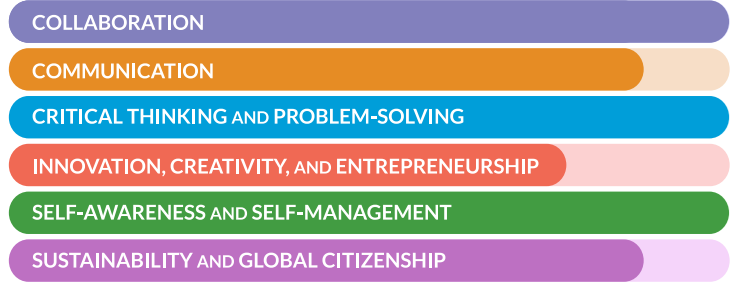 COLLABORATION
COMMUNICATION
CRITICAL THINKING AND PROBLEM-SOLVING
INNOVATION, CREATIVITY, AND ENTREPRENEURSHIP
SELF-AWARENESS AND SELF-MANAGEMENT
SUSTAINABILITY AND GLOBAL CITIZENSHIP